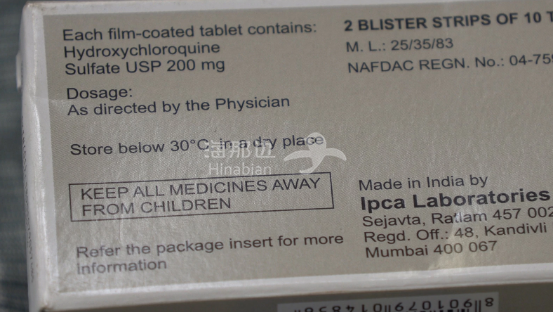 Each film-coated tablet contains:
Hydroxychloroquine
Sulfate USP 200 mg
Dosage:
As directed by the Physician
Store below 30°C, in a dry place
KEEP ALL MEDICINES AWAY
FROM CHILDREN
Refer the package insert for more
information
2 BLISTER STRIPS OF 10 T
M. L.: 25/35/83
NAFDAC REGN. No.: 04-759
Made in India by
Ipca Laboratories
Sejavta, Ratlam 457 002
Regd. Off.: 48, Kandivli
Mumbai 400 067
海那边
Hinabian